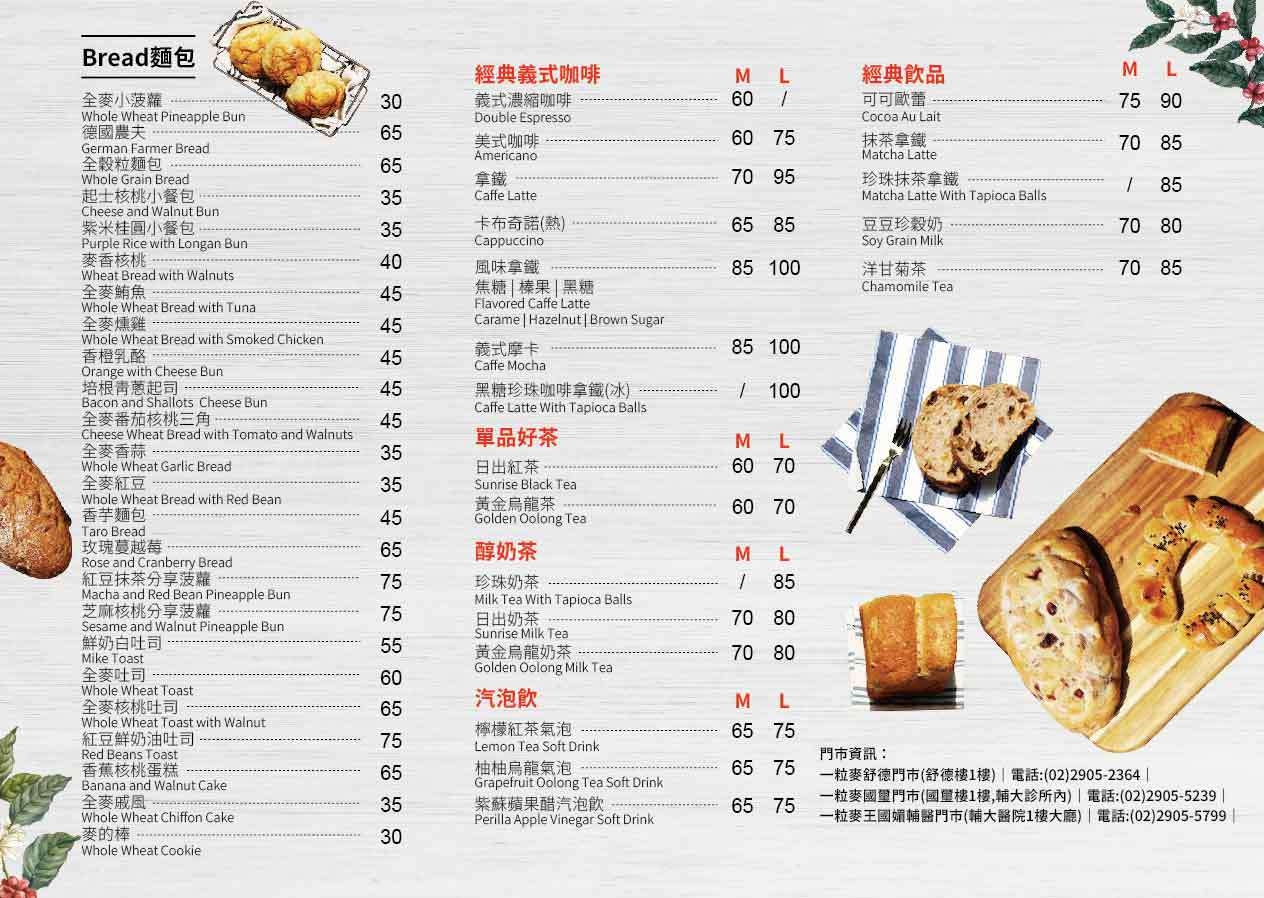 Bread麵包
全麥小菠蘿 30
Whole Wheat Pineapple Bun
德國農夫 65
German Farmer Bread
全穀粒麵包 65
Whole Grain Bread
起士核桃小餐包 35
Cheese and Walnut Bun
紫米桂圓小餐包 35
Purple Rice with Longan Bun
麥香核桃 40
Wheat Bread with Walnuts
全麥鮪魚 45
Whole Wheat Bread with Tuna
全麥燻雞 45
Whole Wheat Bread with Smoked Chicken
香橙乳酪 45
Orange with Cheese Bun
培根青蔥起司 45
Bacon and Shallots Cheese Bun
全麥番茄核桃三角 45
Cheese Wheat Bread with Tomato and Walnuts
全麥香蒜 35
Whole Wheat Garlic Bread
全麥紅豆 35
Whole Wheat Bread with Red Bean
香芋麵包 45
Taro Bread
玫瑰蔓越莓 65
Rose and Cranberry Bread
紅豆抹茶分享菠蘿 75
Macha and Red Bean Pineapple Bun
芝麻核桃分享菠蘿 75
Sesame and Walnut Pineapple Bun
鮮奶白吐司 55
Mike Toast
全麥吐司 60
Whole Wheat Toast
全麥核桃吐司 65
Whole Wheat Toast with Walnut
紅豆鮮奶油吐司 75
Red Beans Toast
香蕉核桃蛋糕 65
Banana and Walnut Cake
全麥戚風 35
Whole Wheat Chiffon Cake
麥的棒 30
Whole Wheat Cookie
經典義式咖啡 M L
義式濃縮咖啡 60 /
Double Espresso
美式咖啡 60 75
Americano
拿鐵 70 95
Caffe Latte
卡布奇諾(熱) 65 85
Cappuccino
風味拿鐵 85 100
焦糖 | 榛果 | 黑糖
Flavored Caffe Latte
Carame | Hazelnut | Brown Sugar
義式摩卡 85 100
Caffe Mocha
黑糖珍珠咖啡拿鐵(冰) / 100
Caffe Latte With Tapioca Balls
單品好茶 M L
日出紅茶 60 70
Sunrise Black Tea
黃金烏龍茶 60 70
Golden Oolong Tea
醇奶茶 M L
珍珠奶茶 / 85
Milk Tea With Tapioca Balls
日出奶茶 70 80
Sunrise Milk Tea
黃金烏龍奶茶 70 80
Golden Oolong Milk Tea
汽泡飲 M L
檸檬紅茶氣泡 65 75
Lemon Tea Soft Drink
柚柚烏龍氣泡 65 75
Grapefruit Oolong Tea Soft Drink
紫蘇蘋果醋汽泡飲 65 75
Perilla Apple Vinegar Soft Drink
經典飲品 M L
可可歐蕾 75 90
Cocoa Au Lait
抹茶拿鐵 70 85
Matcha Latte
珍珠抹茶拿鐵 / 85
Matcha Latte With Tapioca Balls
豆豆珍穀奶 70 80
Soy Grain Milk
洋甘菊茶 70 85
Chamomile Tea
門市資訊：
一粒麥舒德門市(舒德樓1樓)｜電話:(02)2905-2364｜
一粒麥國璽門市(國璽樓1樓,輔大診所內)｜電話:(02)2905-5239｜
一粒麥王國媚輔醫門市(輔大醫院1樓大廳)｜電話:(02)2905-5799｜